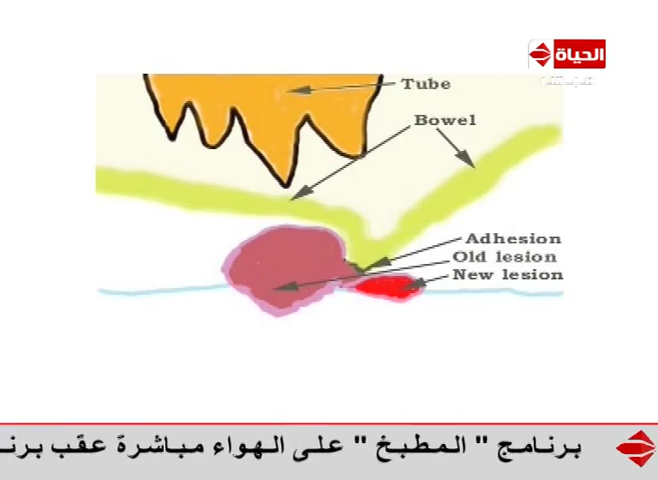 الحياة
Tube
Bowel
Adhesion
Old lesion
New lesion
برنامج " المطبخ " على الهواء مباشرة عقب برنـ